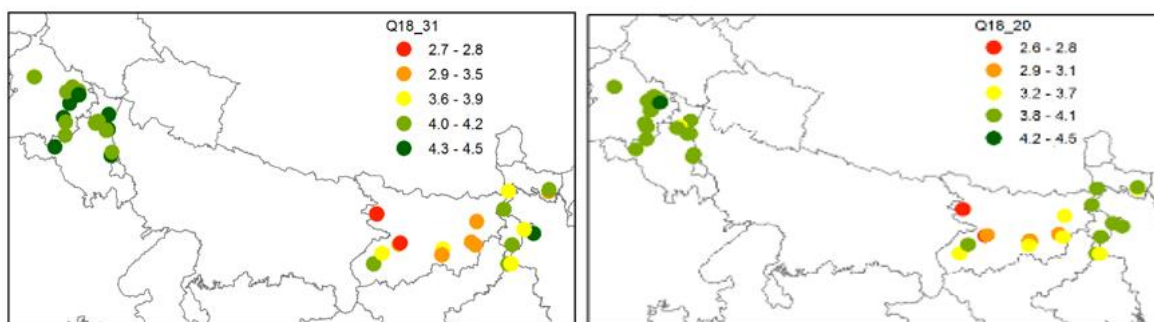 Q18_31
2.7 - 2.8
2.9 - 3.5
3.6 - 3.9
4.0 - 4.2
4.3 - 4.5
Q18_20
2.6 - 2.8
2.9 - 3.1
3.2 - 3.7
3.8 - 4.1
4.2 - 4.5